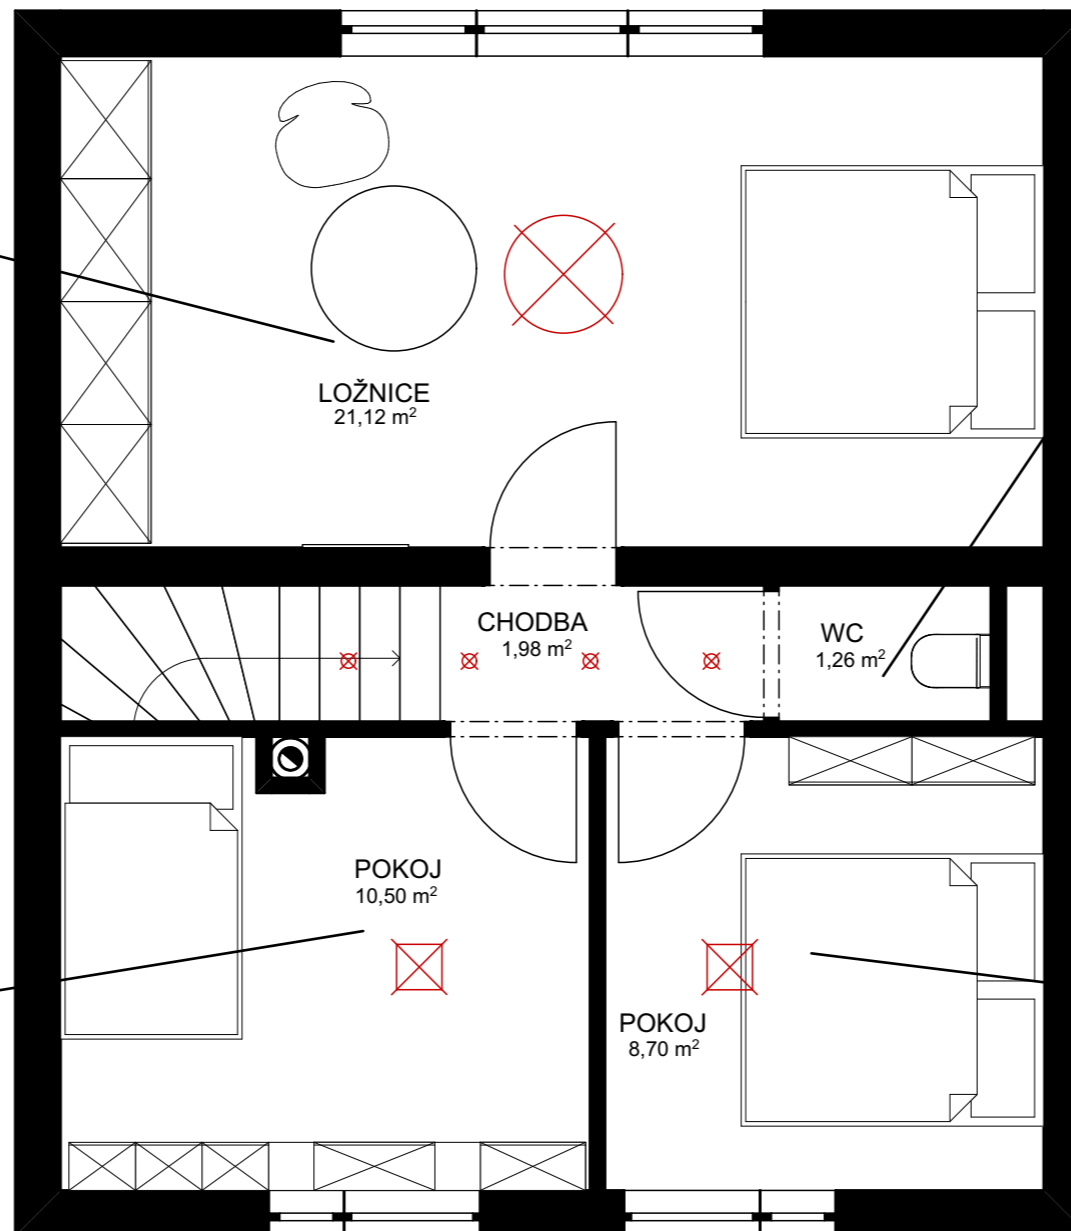 LOŽNICE
21,12 m²
CHODBA
1,98 m²
WC
1,26 m²
POKOJ
10,50 m²
POKOJ
8,70 m²